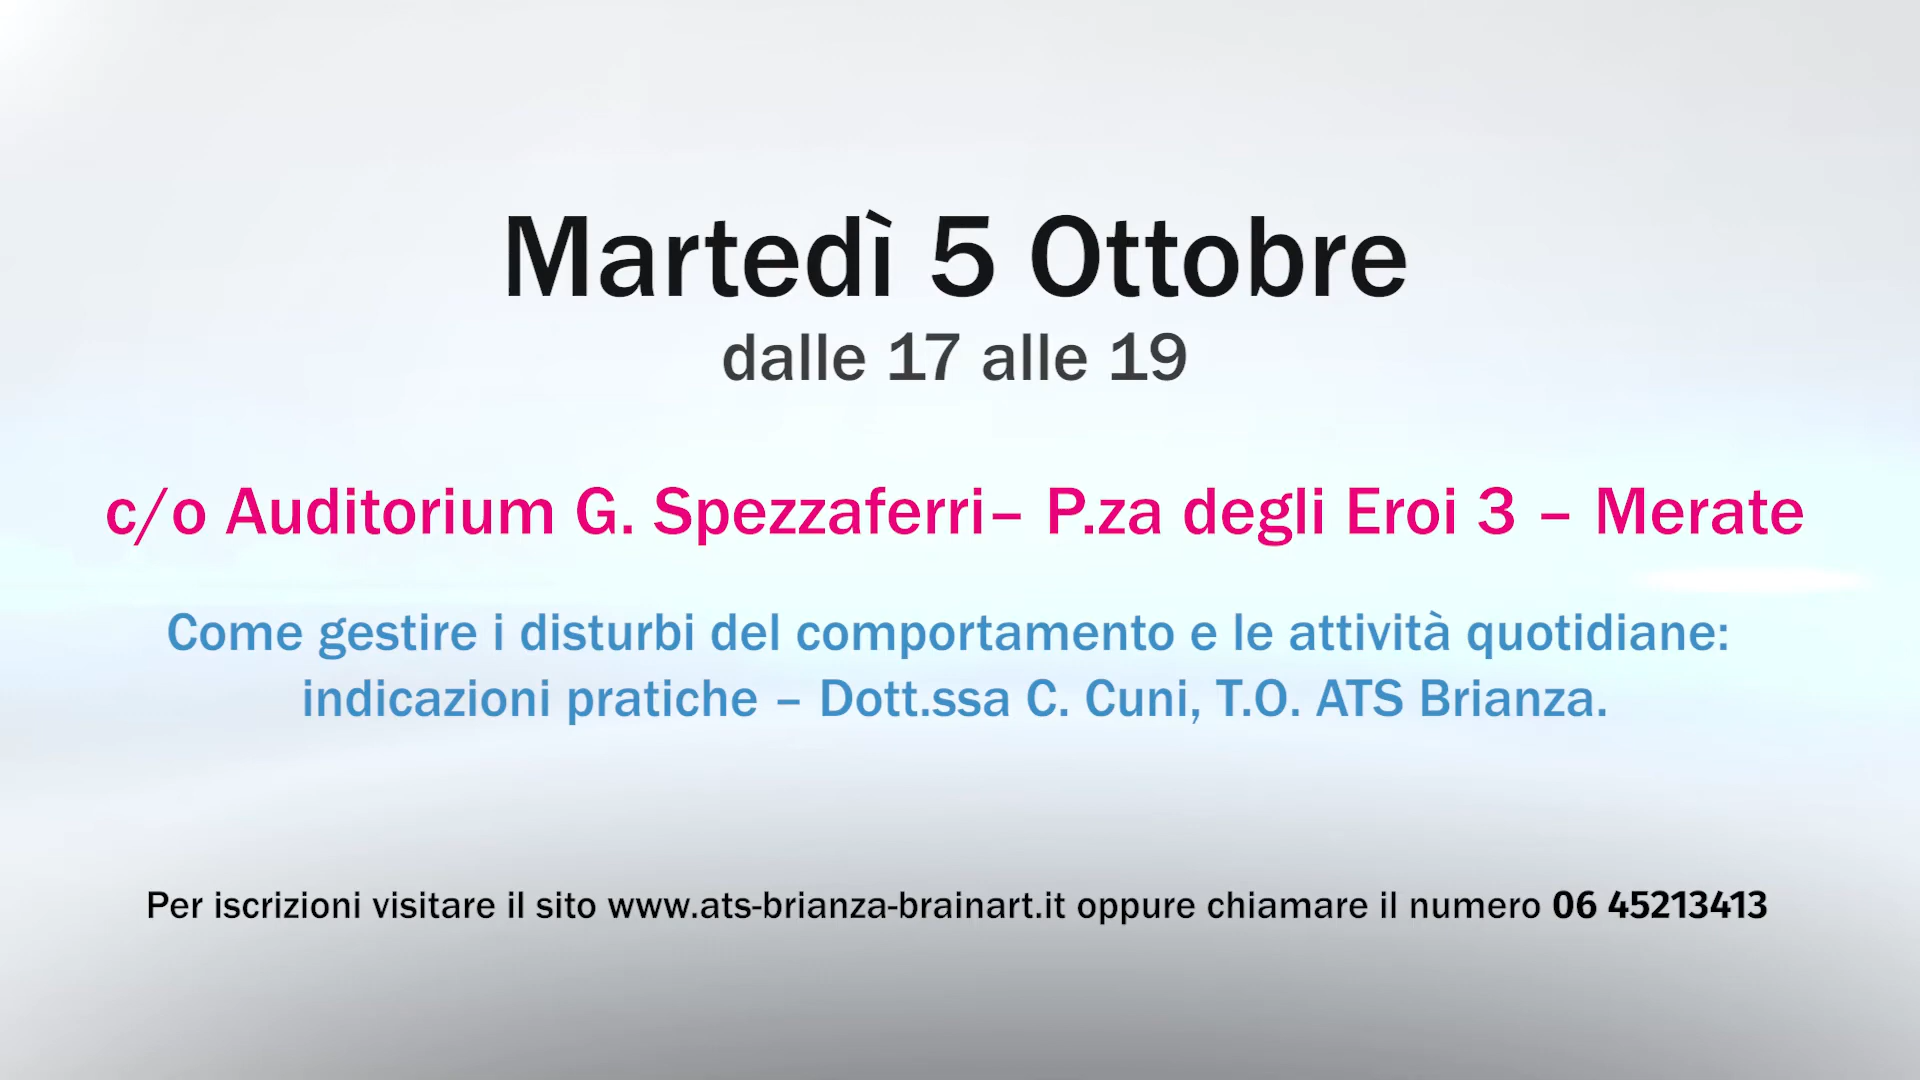 Martedì 5 Ottobre
dalle 17 alle 19
c/o Auditorium G. Spezzaferri– P.za degli Eroi 3 – Merate
Come gestire i disturbi del comportamento e le attività quotidiane:
indicazioni pratiche – Dott.ssa C. Cuni, T.O. ATS Brianza.
Per iscrizioni visitare il sito www.ats-brianza-brainart.it oppure chiamare il numero 06 45213413